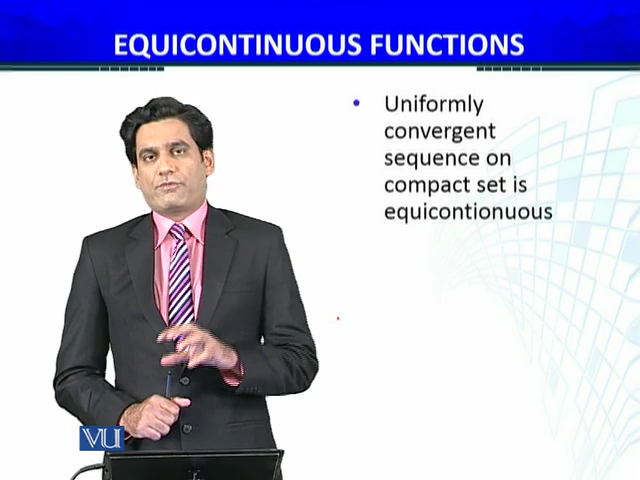 EQUICONTINUOUS FUNCTIONS
• Uniformly
convergent
sequence on
compact set is
equicontionuous
VU